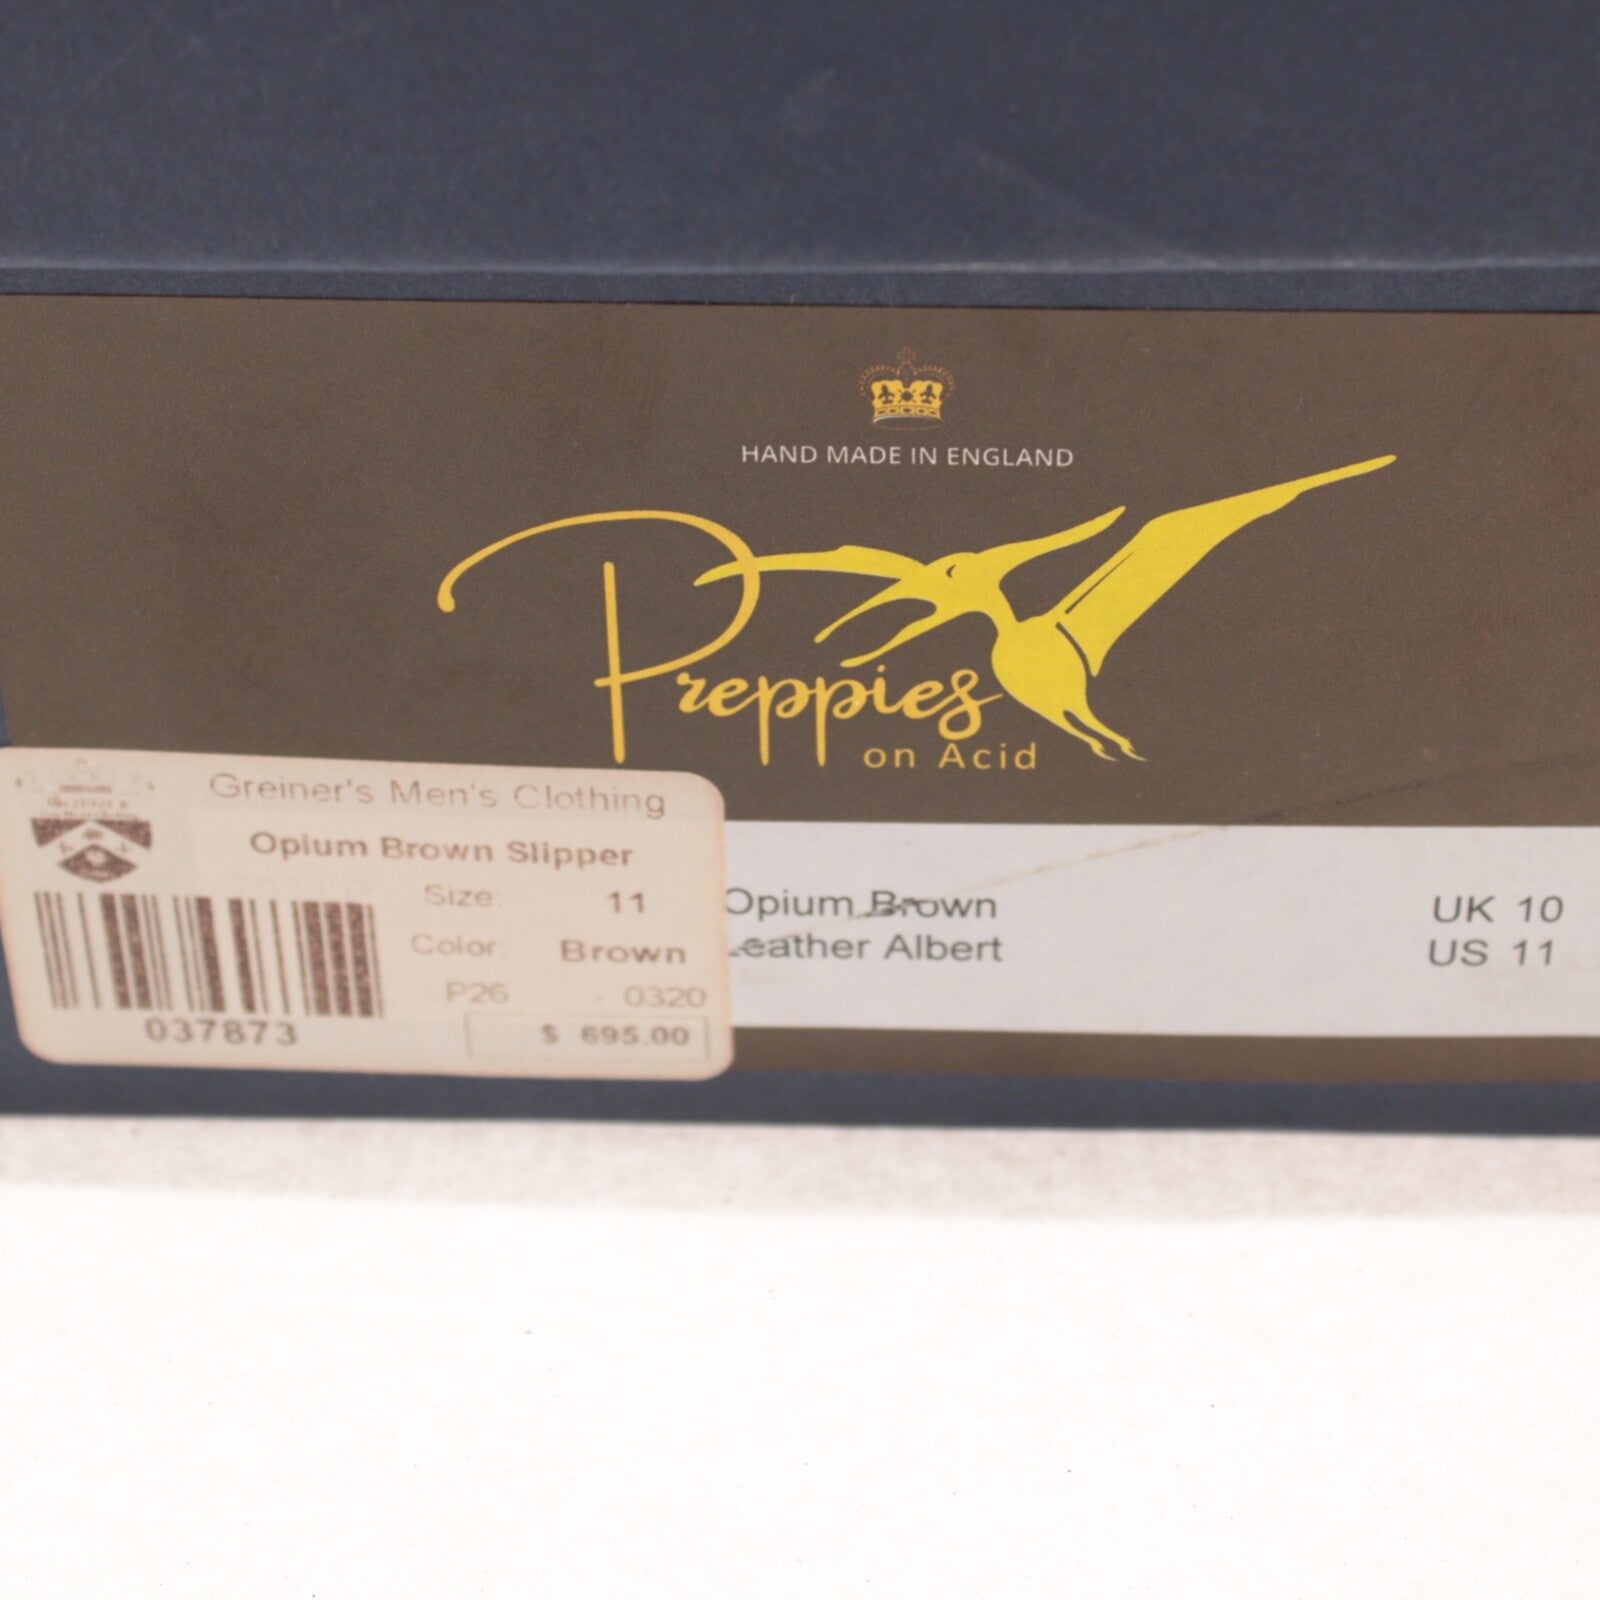 HAND MADE IN ENGLAND
Preppies
on Acid
Greiner's Men's Clothing
Opium Brown Slipper
Size: 11
Color: Brown
P26 - 0320
$ 695.00
037873
Opium Brown
Leather Albert
UK 10
US 11